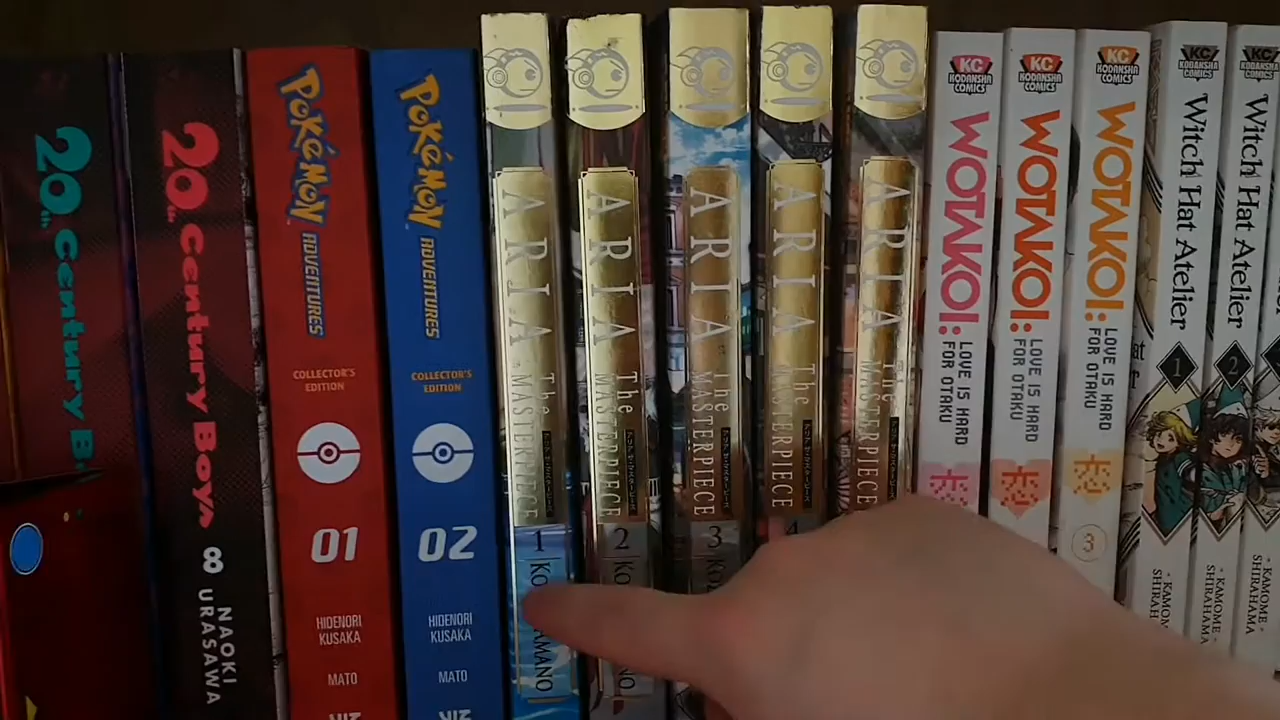 20th Century B
20th Century Boys
8
NAOKI
URASAWA
POKéMON
ADVENTURES
COLLECTOR'S
EDITION
01
HIDENORI
KUSAKA
MATO
POKéMON
ADVENTURES
COLLECTOR'S
EDITION
02
HIDENORI
KUSAKA
MATO
ARIA The MASTERPIECE
1
AMANO
ARIA The MASTERPIECE
2
NO
ARIA The MASTERPIECE
3
ARIA The MASTERPIECE
4
ARIA The MASTERPIECE
KC
KODANSHA
COMICS
WOTAKOI:
LOVE IS HARD
FOR OTAKU
KC
KODANSHA
COMICS
WOTAKOI:
LOVE IS HARD
FOR OTAKU
KC
KODANSHA
COMICS
WOTAKOI:
LOVE IS HARD
FOR OTAKU
3
KC
KODANSHA
COMICS
Witch Hat Atelier
1
KAMOME
SHIRAHAM
KC
KODANSHA
COMICS
Witch Hat Atelier
2
KAMOME
SHIRAHAMA
KAMOME
SHIRAHAMA